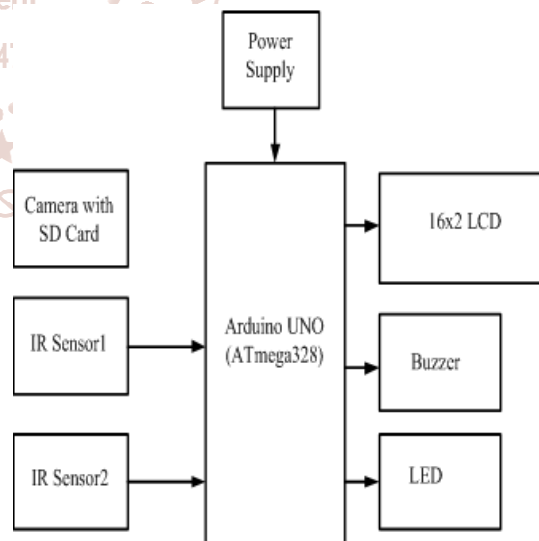 Power
Supply
Camera with
SD Card
16x2 LCD
IR Sensor1
Arduino UNO
(ATmega328)
Buzzer
IR Sensor2
LED